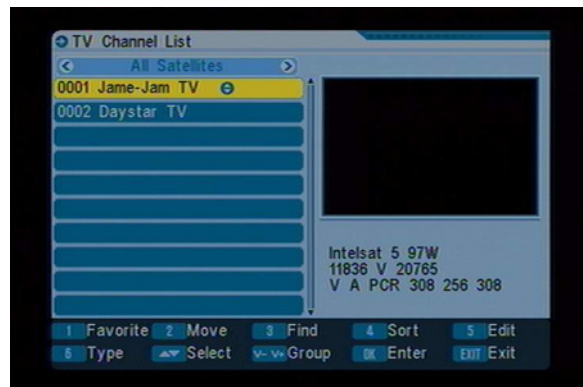 TV Channel List
All Satellites
0001 Jame-Jam TV
0002 Daystar TV
Intelsat 5 97W
11836 V 20765
V A PCR 308 256 308
1 Favorite 2 Move 3 Find 4 Sort 5 Edit
6 Type Select V- V+ Group OK Enter EXIT Exit